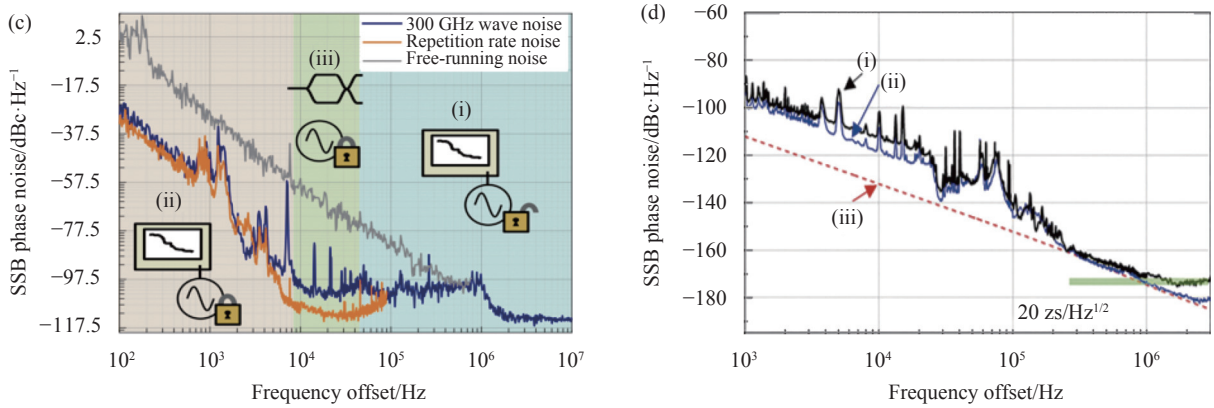 (c)
SSB phase noise/dBc·Hz⁻¹
2.5
−17.5
−37.5
−57.5
−77.5
−97.5
−117.5
300 GHz wave noise
Repetition rate noise
Free-running noise
(iii)
(i)
(ii)
10² 10³ 10⁴ 10⁵ 10⁶ 10⁷
Frequency offset/Hz
(d)
SSB phase noise/dBc·Hz⁻¹
−60
−80
−100
−120
−140
−160
−180
(i)
(ii)
(iii)
20 zs/Hz¹ᐟ²
10³ 10⁴ 10⁵ 10⁶
Frequency offset/Hz